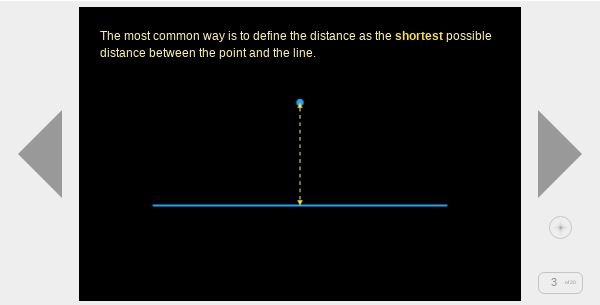 The most common way is to define the distance as the shortest possible
distance between the point and the line.
3